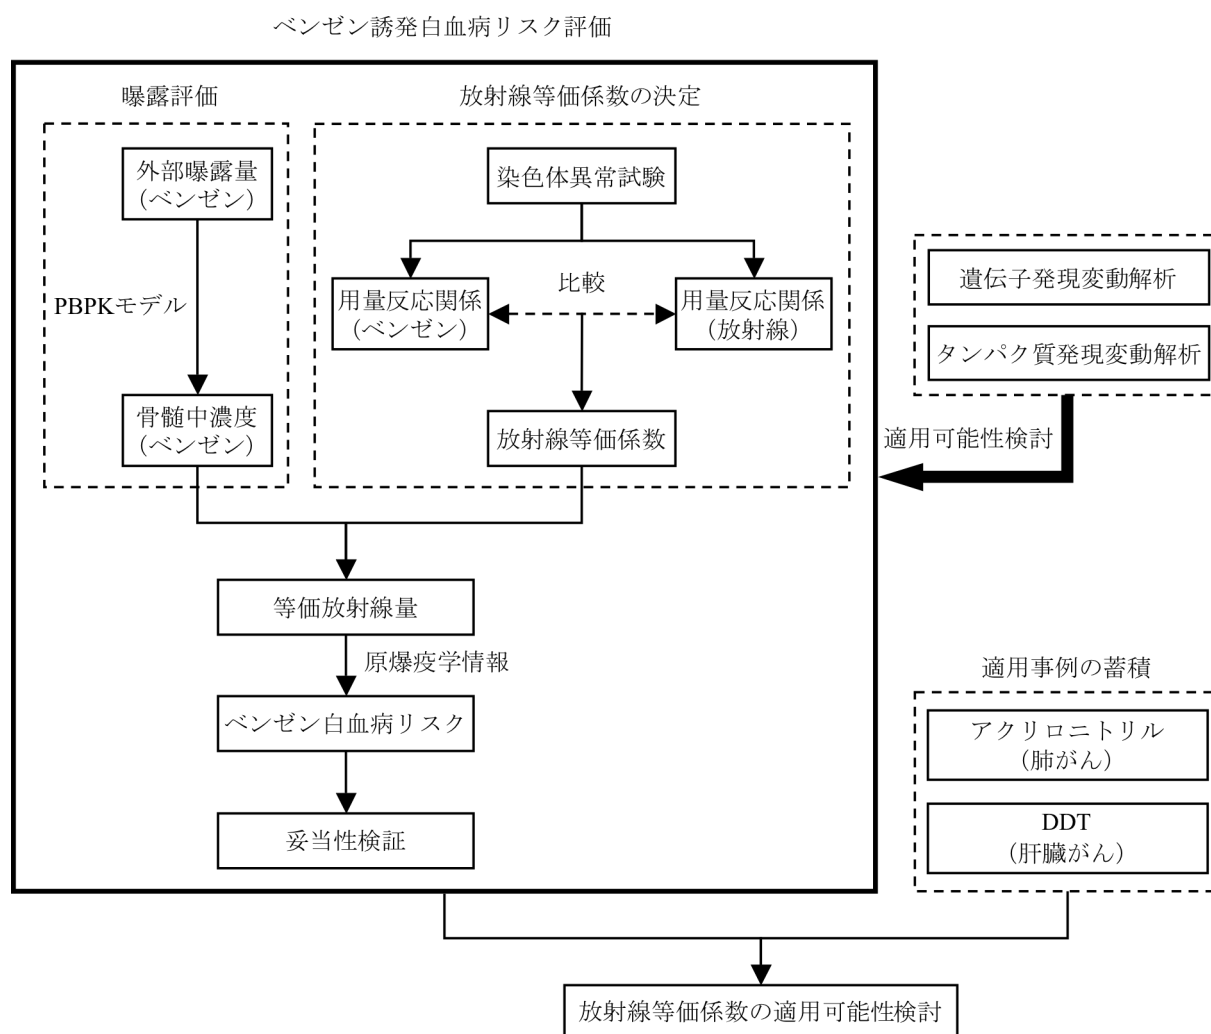 ベンゼン誘発白血病リスク評価
曝露評価
放射線等価係数の決定
外部曝露量
（ベンゼン）
PBPKモデル
骨髄中濃度
（ベンゼン）
染色体異常試験
用量反応関係
（ベンゼン）
比較
用量反応関係
（放射線）
放射線等価係数
遺伝子発現変動解析
タンパク質発現変動解析
適用可能性検討
等価放射線量
原爆疫学情報
ベンゼン白血病リスク
妥当性検証
適用事例の蓄積
アクリロニトリル
（肺がん）
DDT
（肝臓がん）
放射線等価係数の適用可能性検討